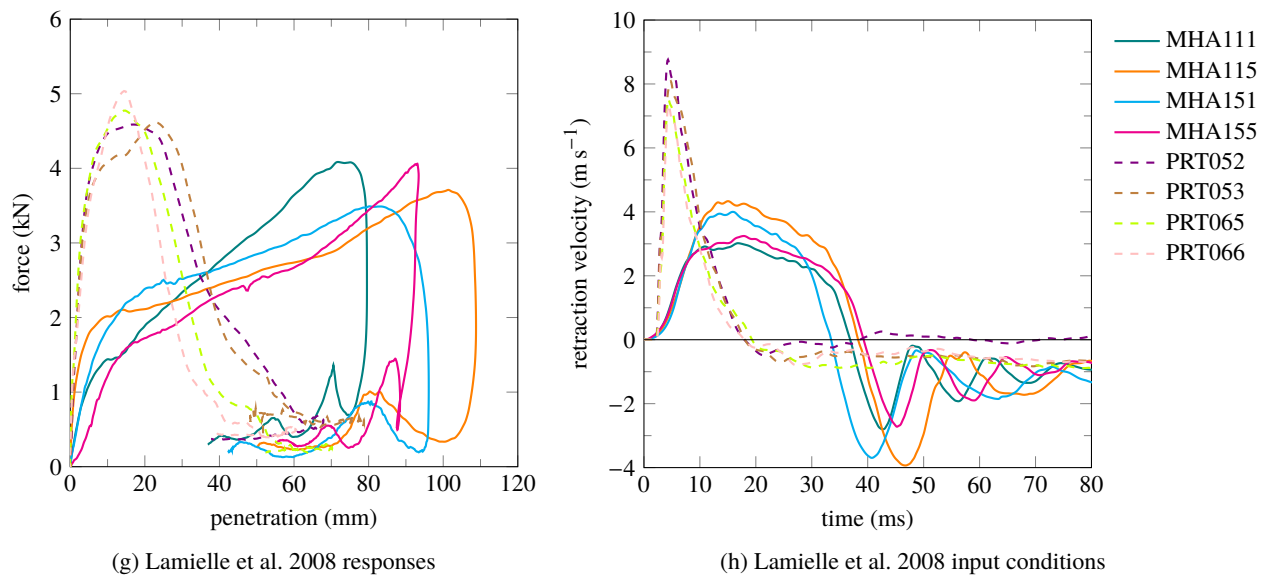 6
5
4
3
2
1
0
0
20
40
60
80
100
120
force (kN)
penetration (mm)
(g) Lamielle et al. 2008 responses
10
8
6
4
2
0
−2
−4
0
10
20
30
40
50
60
70
80
retraction velocity (m s⁻¹)
time (ms)
(h) Lamielle et al. 2008 input conditions
MHA111
MHA115
MHA151
MHA155
PRT052
PRT053
PRT065
PRT066